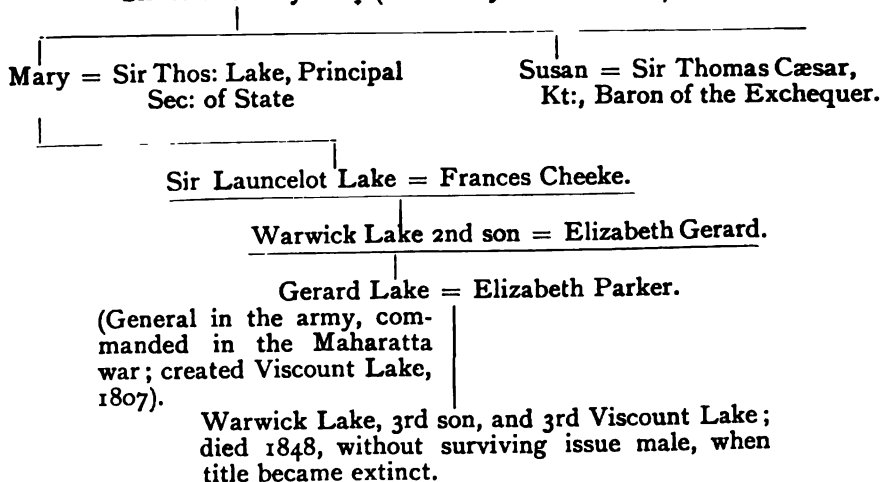 Mary = Sir Thos: Lake, Principal
Sec: of State
Susan = Sir Thomas Cæsar,
Kt:, Baron of the Exchequer.
Sir Launcelot Lake = Frances Cheeke.
Warwick Lake 2nd son = Elizabeth Gerard.
Gerard Lake = Elizabeth Parker.
(General in the army, com-
manded in the Maharatta
war; created Viscount Lake,
1807).
Warwick Lake, 3rd son, and 3rd Viscount Lake;
died 1848, without surviving issue male, when
title became extinct.